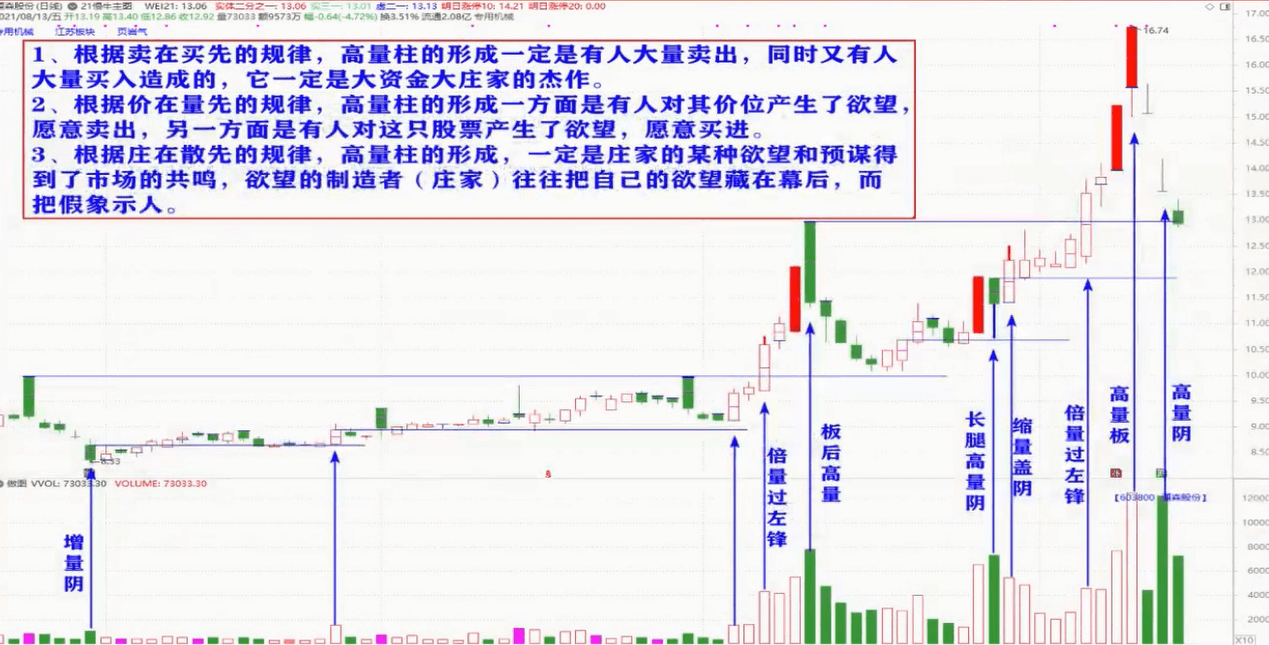 股份(日线) 21慢牛主图 WEI21: 13.06 实体二分之一: 13.06 实三一: 13.01 虚二一: 13.13 明日涨停10: 14.21 明日涨停20: 0.00
2021/08/13/五 开13.19 高13.40 低12.86 收12.92 量73033 额9573万 幅-0.64(-4.72%) 换3.51% 流通2.08亿 专用机械
专用机械 江苏板块 页岩气
1、根据卖在买先的规律，高量柱的形成一定是有人大量卖出，同时又有人
大量买入造成的，它一定是大资金大庄家的杰作。
2、根据价在量先的规律，高量柱的形成一方面是有人对其价位产生了欲望，
愿意卖出，另一方面是有人对这只股票产生了欲望，愿意买进。
3、根据庄在散先的规律，高量柱的形成，一定是庄家的某种欲望和预谋得
到了市场的共鸣，欲望的制造者（庄家）往往把自己的欲望藏在幕后，而
把假象示人。
16.74
17.00
16.50
16.00
15.50
15.00
14.50
14.00
13.50
13.00
12.50
12.00
11.50
11.00
10.50
10.00
9.50
9.00
8.50
8.33
增量阴
倍量过左锋
板后高量
长腿高量阴
缩量盖阴
倍量过左锋
高量板
高量阴
做图 VVOL: 73033.30 VOLUME: 73033.30
12000
10000
8000
6000
4000
2000
X10